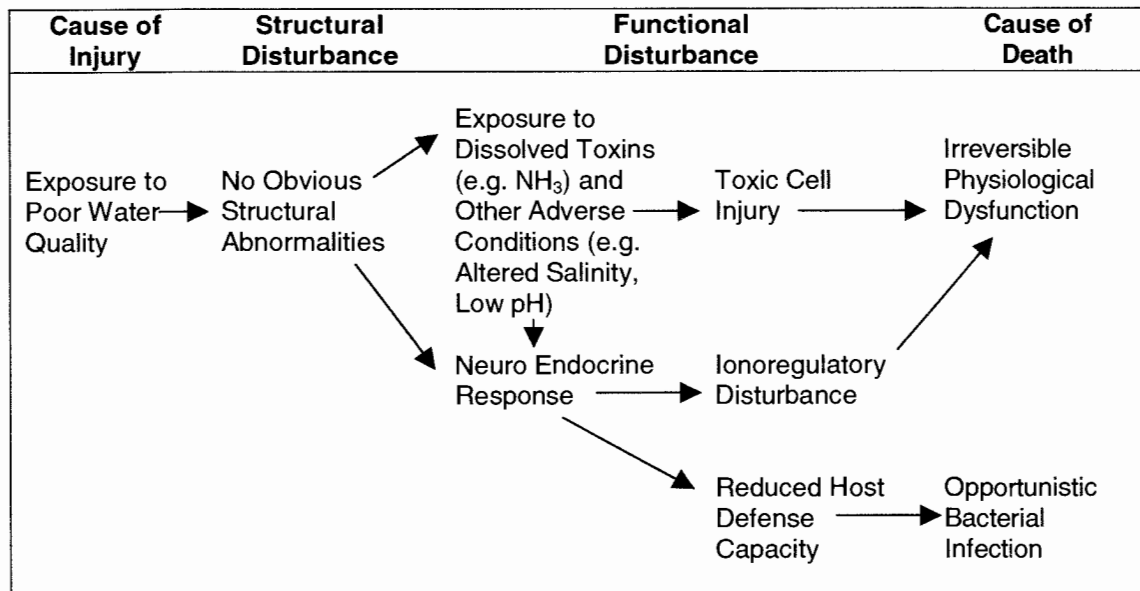 Cause of
Injury
Structural
Disturbance
Functional
Disturbance
Cause of
Death
Exposure to
Poor Water
Quality
No Obvious
Structural
Abnormalities
Exposure to
Dissolved Toxins
(e.g. NH₃) and
Other Adverse
Conditions (e.g.
Altered Salinity,
Low pH)
Toxic Cell
Injury
Irreversible
Physiological
Dysfunction
Neuro Endocrine
Response
Ionoregulatory
Disturbance
Reduced Host
Defense
Capacity
Opportunistic
Bacterial
Infection